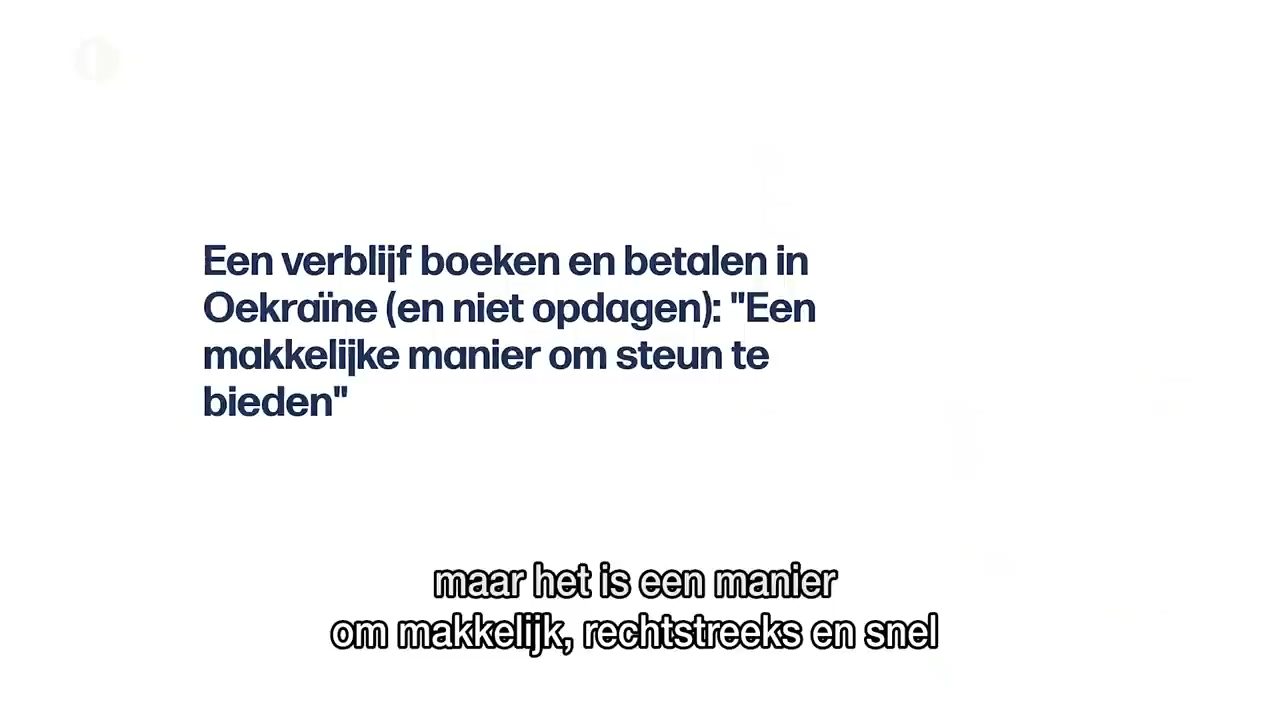 Een verblijf boeken en betalen in
Oekraïne (en niet opdagen): "Een
makkelijke manier om steun te
bieden"
maar het is een manier
om makkelijk, rechtstreeks en snel